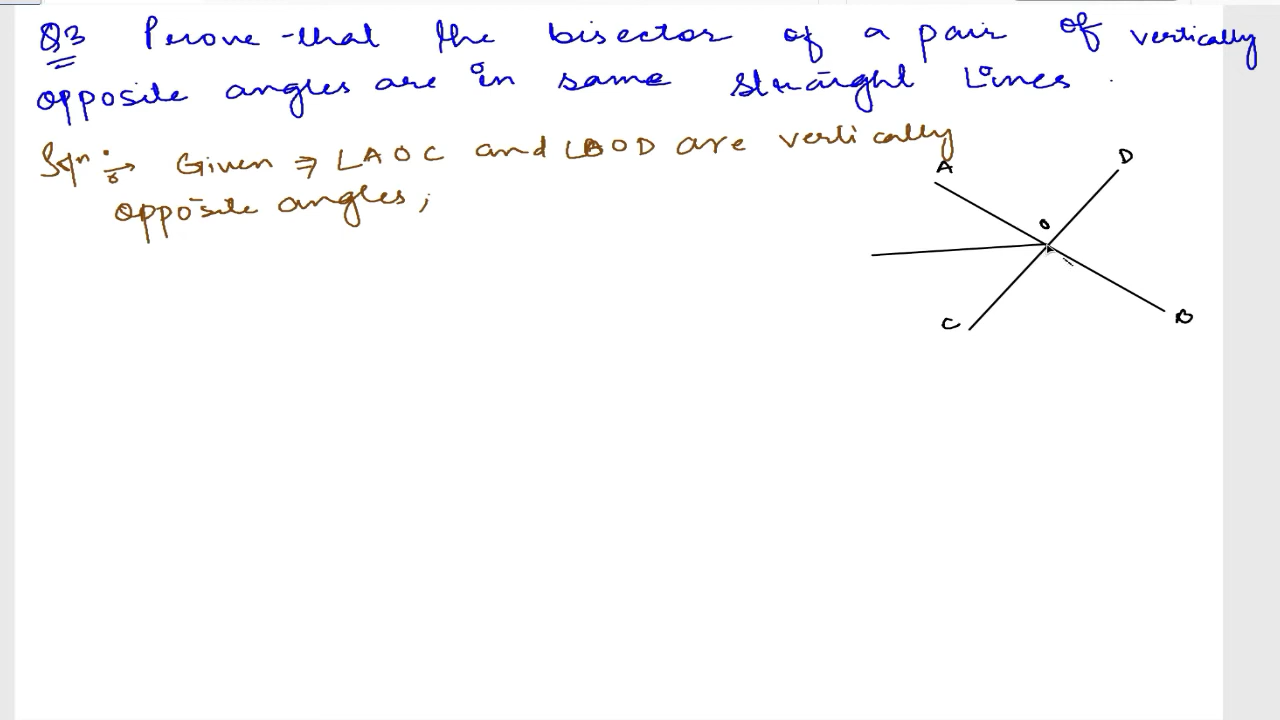 Q3 Prove that the bisector of a pair of vertically
opposite angles are in same straight Lines.
Solⁿ :→ Given ⇒ ∠AOC and ∠BOD are vertically
opposite angles;
A
D
O
C
B